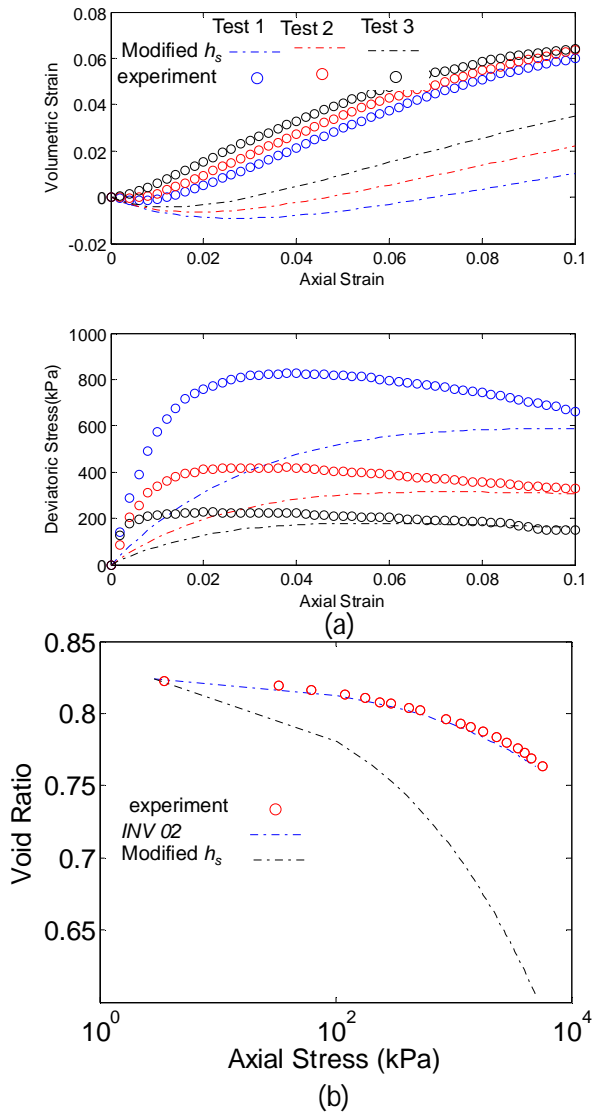 Test 1 Test 2 Test 3
Modified hs
experiment
Volumetric Strain
0.06
0.04
0.02
0
-0.02
0 0.02 0.04 0.06 0.08 0.1
Axial Strain
Deviatoric Stress(kPa)
1000
800
600
400
200
0
0 0.02 0.04 0.06 0.08 0.1
Axial Strain
(a)
Void Ratio
0.85
0.8
0.75
0.7
0.65
experiment
INV 02
Modified hs
10^0 10^2 10^4
Axial Stress (kPa)
(b)